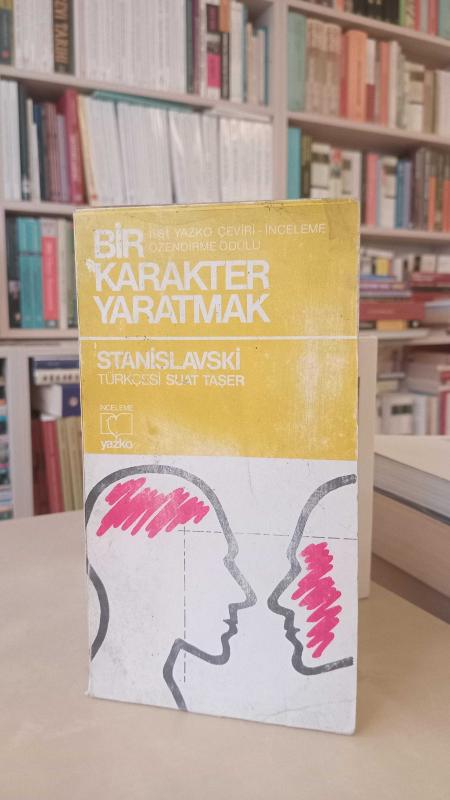 BİR
1981 YAZKO ÇEVİRİ - İNCELEME
ÖZENDİRME ÖDÜLÜ
KARAKTER
YARATMAK
STANİSLAVSKİ
TÜRKÇESİ SUAT TAŞER
İNCELEME
yazko